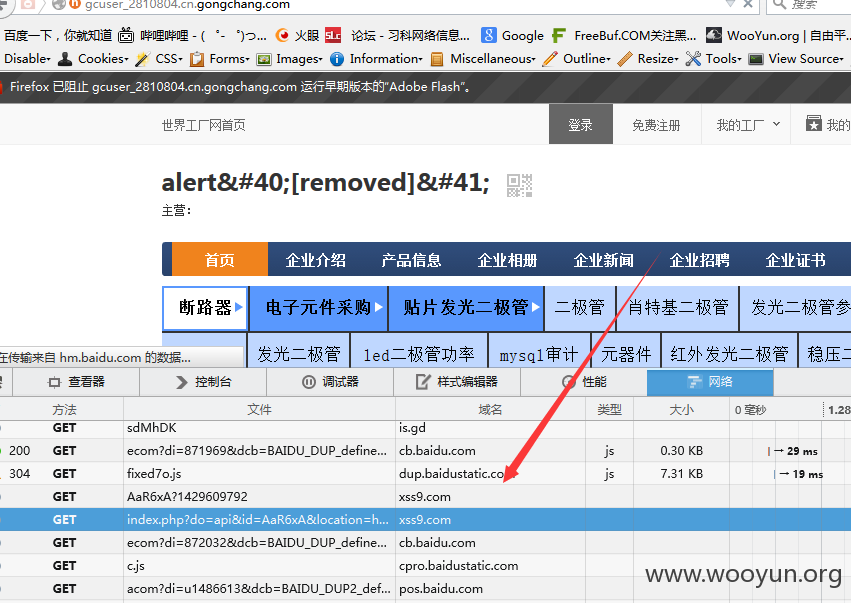 gcuser_2810804.cn.gongchang.com 搜索
百度一下，你就知道 哔哩哔哩 - ( ゜- ゜)つ... 火眼 SLC 论坛 - 习科网络信息... Google FreeBuf.COM关注黑... WooYun.org | 自由平...
Disable Cookies CSS Forms Images Information Miscellaneous Outline Resize Tools View Source
Firefox 已阻止 gcuser_2810804.cn.gongchang.com 运行早期版本的"Adobe Flash"。
世界工厂网首页 登录 免费注册 我的工厂 我的
alert&#40;[removed]&#41;
主营：
首页 企业介绍 产品信息 企业相册 企业新闻 企业招聘 企业证书
断路器 电子元件采购 贴片发光二极管 二极管 肖特基二极管 发光二极管参
在传输来自 hm.baidu.com 的数据... 发光二极管 led二极管功率 mysql审计 元器件 红外发光二极管 稳压二
查看器 控制台 调试器 样式编辑器 性能 网络
方法 文件 域名 类型 大小 0 毫秒 1.28
GET sdMhDK is.gd
200 GET ecom?di=871969&dcb=BAIDU_DUP_define... cb.baidu.com js 0.30 KB → 29 ms
304 GET fixed7o.js dup.baidustatic.com js 7.31 KB → 19 ms
GET AaR6xA?1429609792 xss9.com
GET index.php?do=api&id=AaR6xA&location=h... xss9.com
GET ecom?di=872032&dcb=BAIDU_DUP_define... cb.baidu.com
GET c.js cpro.baidustatic.com
GET acom?di=u1486613&dcb=BAIDU_DUP2_def... pos.baidu.com
www.wooyun.org